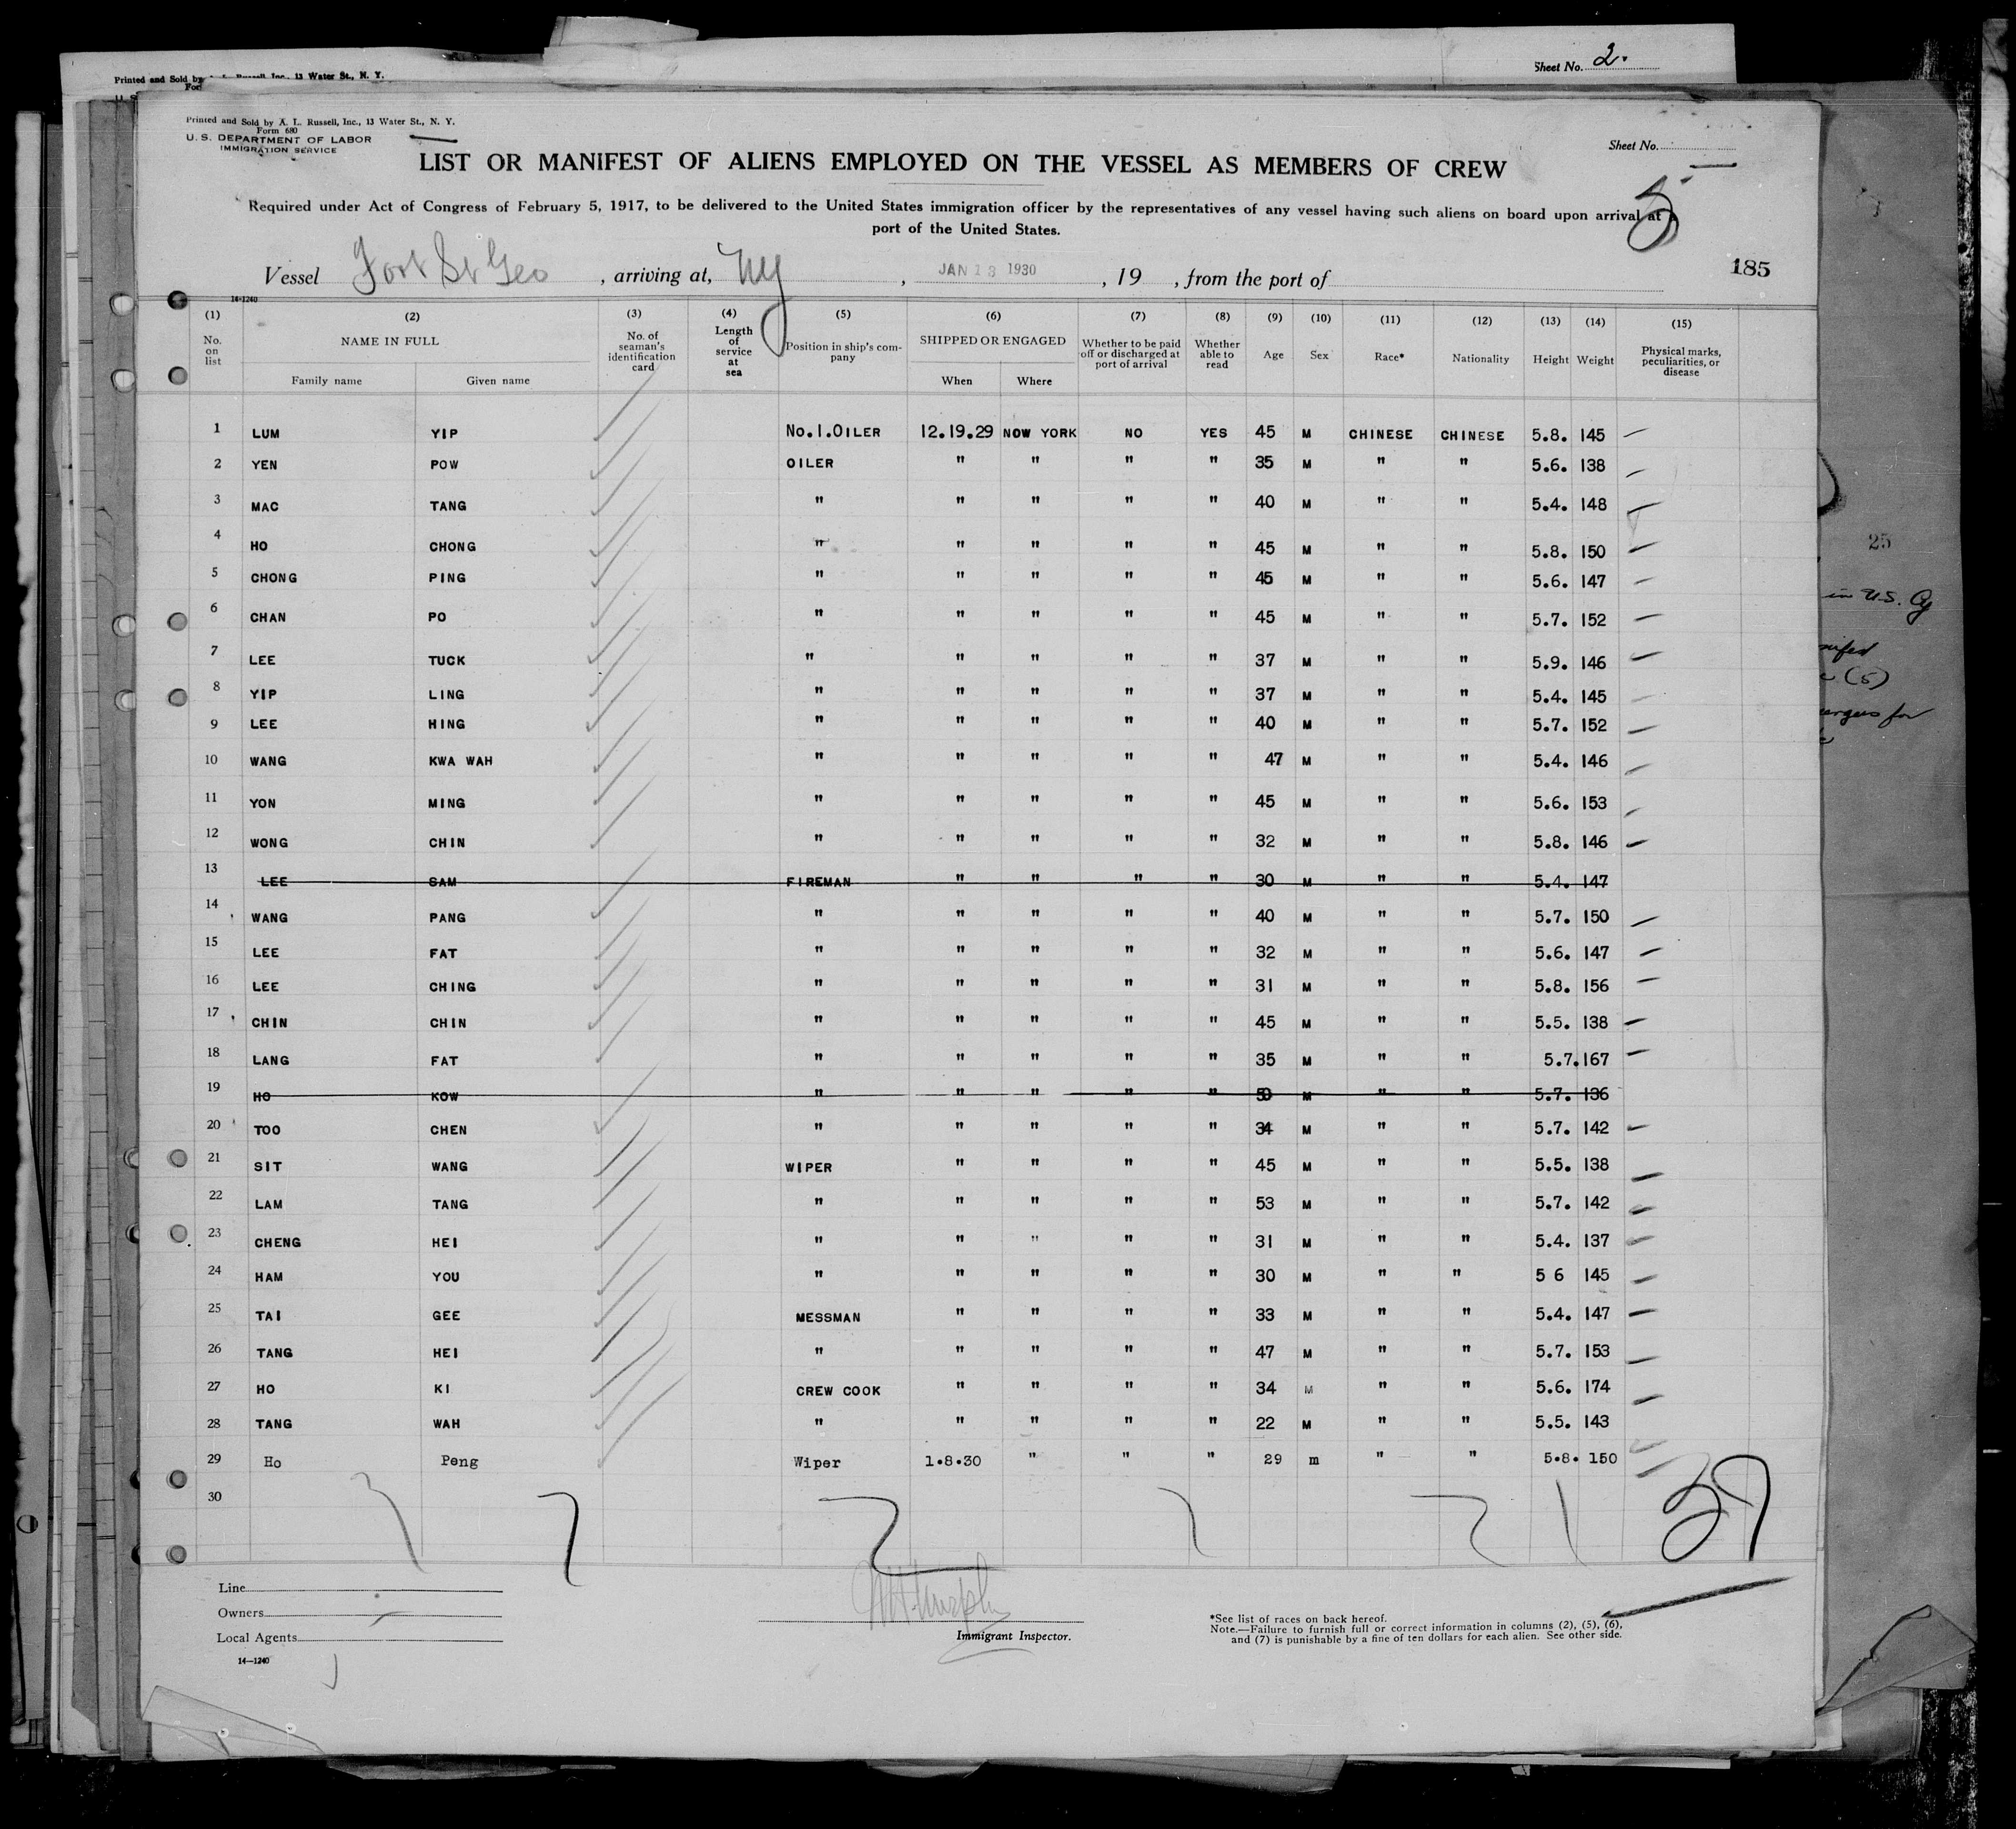 Sheet No. 2.
Printed and Sold by Inc., 13 Water St., N. Y.
Printed and Sold by A. L. Russell, Inc., 13 Water St., N. Y.
Form 680
U. S. DEPARTMENT OF LABOR
IMMIGRATION SERVICE
Sheet No.
5
LIST OR MANIFEST OF ALIENS EMPLOYED ON THE VESSEL AS MEMBERS OF CREW
Required under Act of Congress of February 5, 1917, to be delivered to the United States immigration officer by the representatives of any vessel having such aliens on board upon arrival at a
port of the United States.
Vessel Fort St Geo , arriving at, NY , JAN 13 1930 , 19 , from the port of
185
14-1240
(1) (2) (3) (4) (5) (6) (7) (8) (9) (10) (11) (12) (13) (14) (15)
No. on list NAME IN FULL No. of seaman's identification card Length of service at sea Position in ship's company SHIPPED OR ENGAGED Whether to be paid off or discharged at port of arrival Whether able to read Age Sex Race* Nationality Height Weight Physical marks, peculiarities, or disease
Family name Given name When Where
1 LUM YIP No.1.OILER 12.19.29 NOW YORK NO YES 45 M CHINESE CHINESE 5.8. 145
2 YEN POW OILER " " " " 35 M " " 5.6. 138
3 MAC TANG " " " " " 40 M " " 5.4. 148
4 HO CHONG " " " " " 45 M " " 5.8. 150
5 CHONG PING " " " " " 45 M " " 5.6. 147
6 CHAN PO " " " " " 45 M " " 5.7. 152
7 LEE TUCK " " " " " 37 M " " 5.9. 146
8 YIP LING " " " " " 37 M " " 5.4. 145
9 LEE HING " " " " " 40 M " " 5.7. 152
10 WANG KWA WAH " " " " " 47 M " " 5.4. 146
11 YON MING " " " " " 45 M " " 5.6. 153
12 WONG CHIN " " " " " 32 M " " 5.8. 146
13 LEE SAM FIREMAN " " " " 30 M " " 5.4. 147
14 WANG PANG " " " " " 40 M " " 5.7. 150
15 LEE FAT " " " " " 32 M " " 5.6. 147
16 LEE CHING " " " " " 31 M " " 5.8. 156
17 CHIN CHIN " " " " " 45 M " " 5.5. 138
18 LANG FAT " " " " " 35 M " " 5.7. 167
19 HO KOW " " " " " 50 M " " 5.7. 136
20 TOO CHEN " " " " " 34 M " " 5.7. 142
21 SIT WANG WIPER " " " " 45 M " " 5.5. 138
22 LAM TANG " " " " " 53 M " " 5.7. 142
23 CHENG HEI " " " " " 31 M " " 5.4. 137
24 HAM YOU " " " " " 30 M " " 5 6 145
25 TAI GEE MESSMAN " " " " 33 M " " 5.4. 147
26 TANG HEI " " " " " 47 M " " 5.7. 153
27 HO KI CREW COOK " " " " 34 M " " 5.6. 174
28 TANG WAH " " " " " 22 M " " 5.5. 143
29 Ho Peng Wiper 1.8.30 " " " 29 m " " 5.8. 150
30
Line
Owners
Local Agents
14—1240
Immigrant Inspector.
*See list of races on back hereof.
Note.—Failure to furnish full or correct information in columns (2), (5), (6),
and (7) is punishable by a fine of ten dollars for each alien. See other side.
25
in U.S. Cy
(5)
for